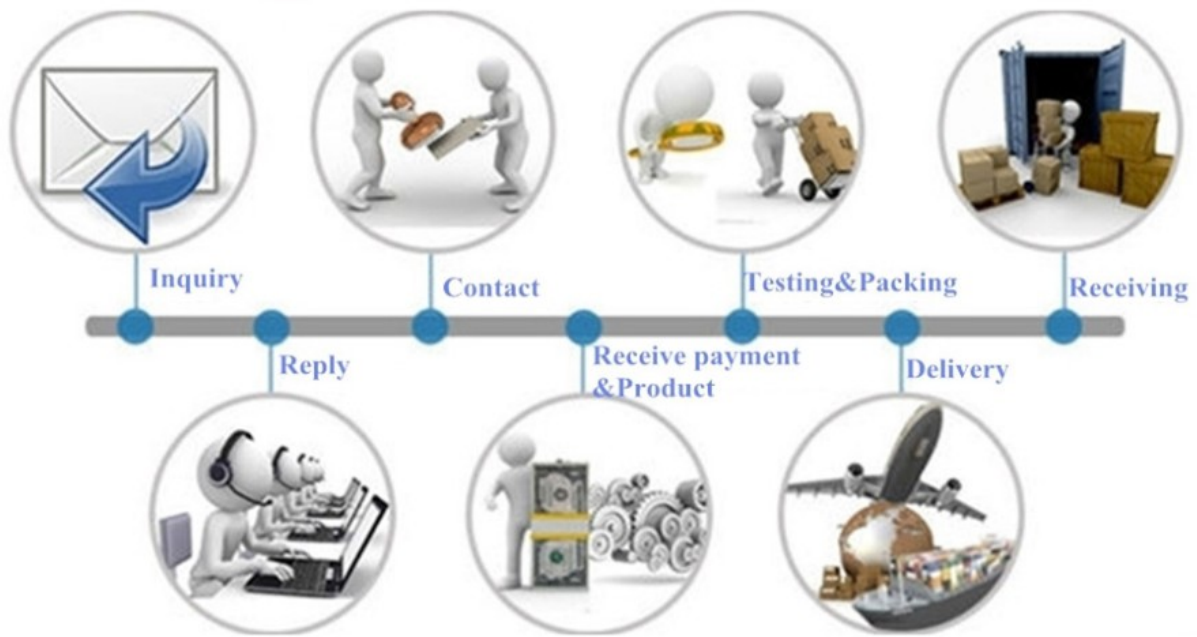 Inquiry
Contact
Testing&Packing
Receiving
Reply
Receive payment
&Product
Delivery